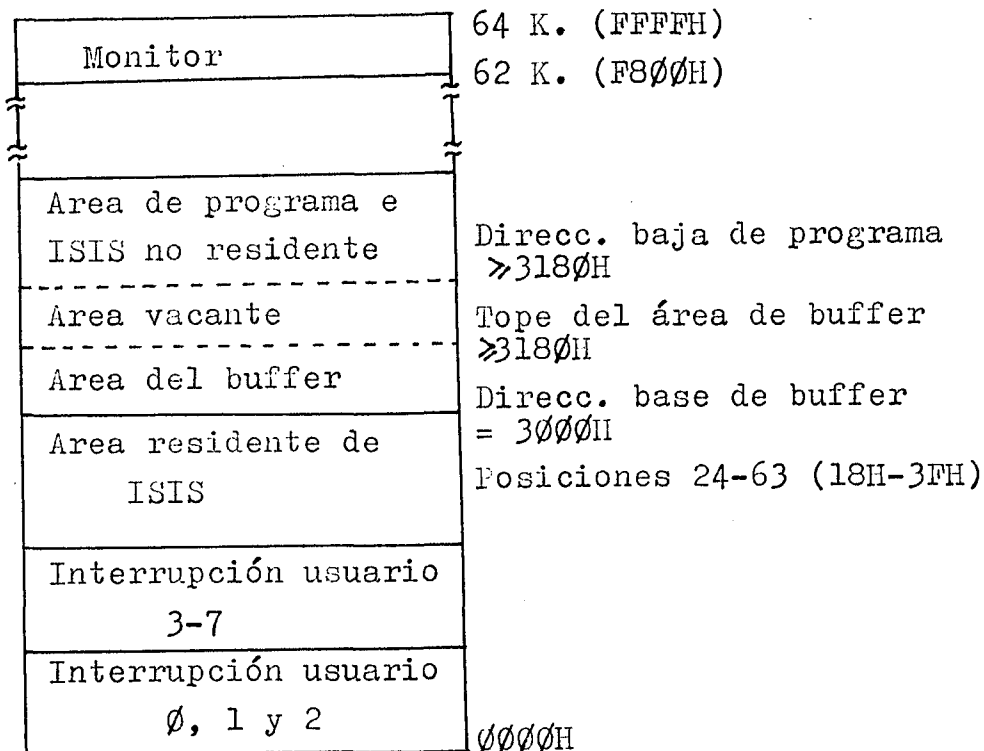 64 K. (FFFFH)
Monitor
62 K. (F8ØØH)
Area de programa e
ISIS no residente
Direcc. baja de programa
≥318ØH
Area vacante
Tope del área de buffer
≥318ØH
Area del buffer
Direcc. base de buffer
= 3ØØØH
Area residente de
ISIS
Posiciones 24-63 (18H-3FH)
Interrupción usuario
3-7
Interrupción usuario
Ø, 1 y 2
ØØØØH